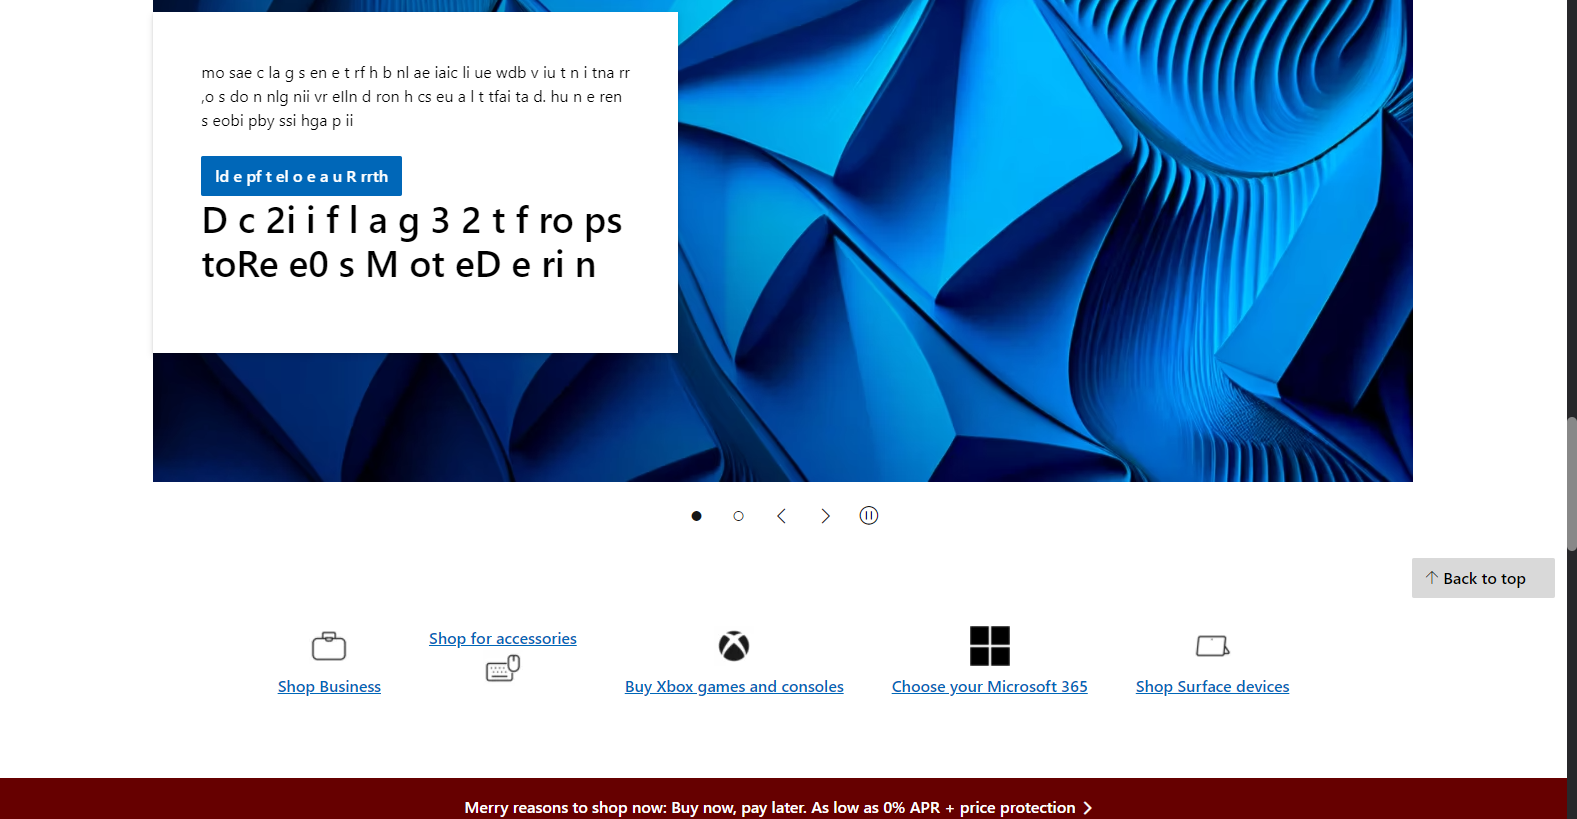 mo sae c la g s en e t rf h b nl ae iaic li ue wdb v iu t n i tna rr
,o s do n nlg nii vr elln d ron h cs eu a l t tfai ta d. hu n e ren
s eobi pby ssi hga p ii
ld e pf t el o e a u R rrth
D c 2i i f l a g 3 2 t f ro ps
toRe e0 s M ot eD e ri n
Back to top
Shop for accessories
Shop Business
Buy Xbox games and consoles
Choose your Microsoft 365
Shop Surface devices
Merry reasons to shop now: Buy now, pay later. As low as 0% APR + price protection